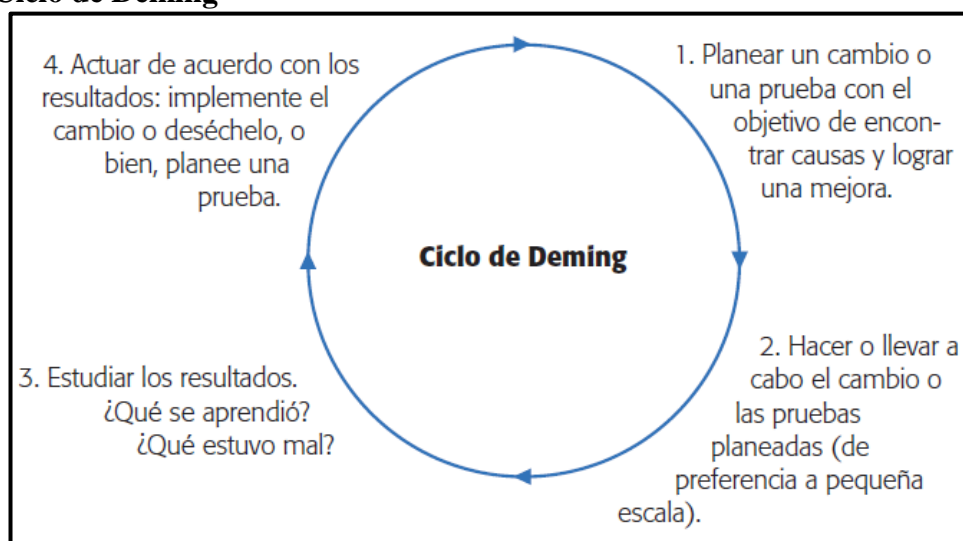 Ciclo de Deming
4. Actuar de acuerdo con los
resultados: implemente el
cambio o deséchelo, o
bien, planee una
prueba.
1. Planear un cambio o
una prueba con el
objetivo de encon-
trar causas y lograr
una mejora.
Ciclo de Deming
2. Hacer o llevar a
cabo el cambio o
las pruebas
planeadas (de
preferencia a pequeña
escala).
3. Estudiar los resultados.
¿Qué se aprendió?
¿Qué estuvo mal?